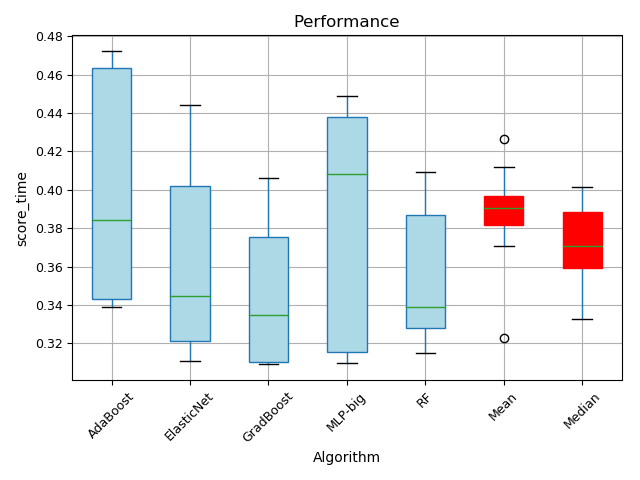 Performance
0.48
0.46
0.44
0.42
0.40
0.38
0.36
0.34
0.32
score_time
AdaBoost
ElasticNet
GradBoost
MLP-big
RF
Mean
Median
Algorithm